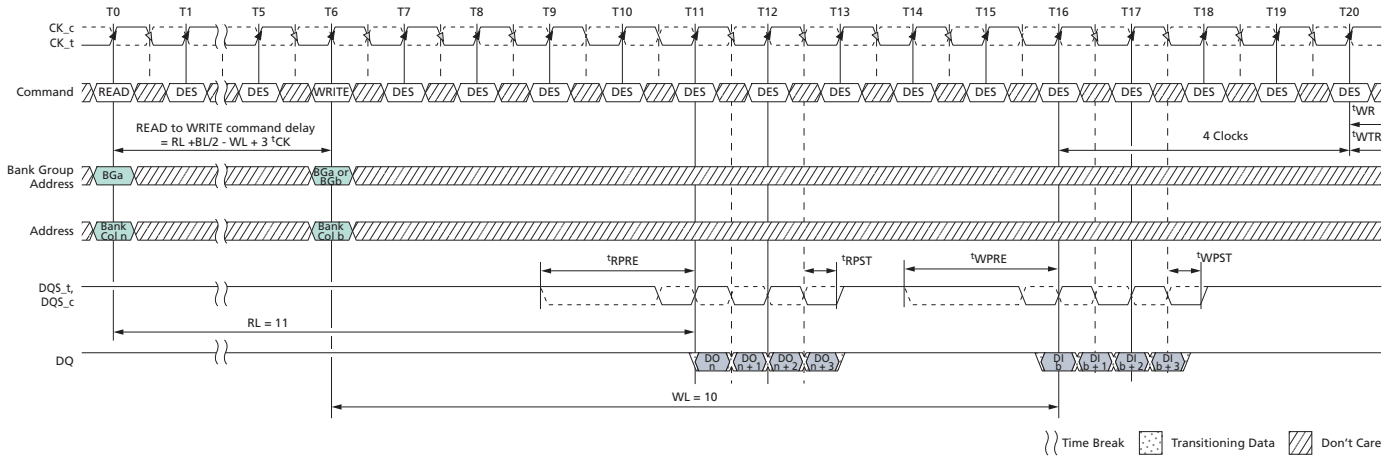 T0 T1 T5 T6 T7 T8 T9 T10 T11 T12 T13 T14 T15 T16 T17 T18 T19 T20
CK_c
CK_t
Command READ DES DES WRITE DES DES DES DES DES DES DES DES DES DES DES DES DES DES
READ to WRITE command delay
= RL +BL/2 - WL + 3 tCK
4 Clocks
tWR
tWTR
Bank Group
Address
BGa
BGa or
BGb
Address
Bank
Col n
Bank
Col b
tRPRE tRPST tWPRE tWPST
DQS_t,
DQS_c
RL = 11
DQ
DO
n
DO
n + 1
DO
n + 2
DO
n + 3
DI
b
DI
b + 1
DI
b + 2
DI
b + 3
WL = 10
Time Break Transitioning Data Don't Care